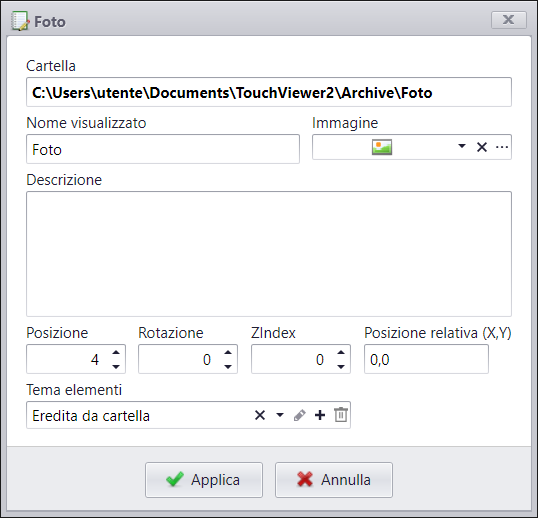 Foto
Cartella
C:\Users\utente\Documents\TouchViewer2\Archive\Foto
Nome visualizzato
Immagine
Foto
Descrizione
Posizione Rotazione ZIndex Posizione relativa (X,Y)
4 0 0 0,0
Tema elementi
Eredita da cartella
Applica Annulla